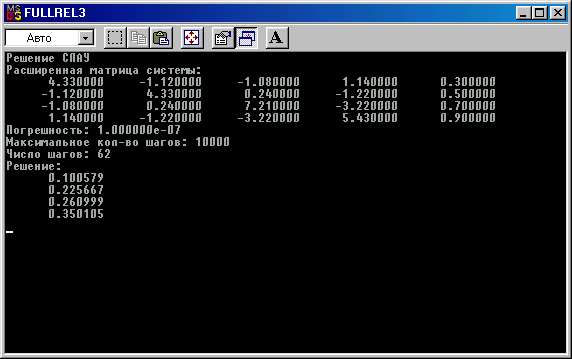 FULLREL3
Авто
A
Решение СЛАУ
Расширенная матрица системы:
4.330000 -1.120000 -1.080000 1.140000 0.300000
-1.120000 4.330000 0.240000 -1.220000 0.500000
-1.080000 0.240000 7.210000 -3.220000 0.700000
1.140000 -1.220000 -3.220000 5.430000 0.900000
Погрешность: 1.000000e-07
Максимальное кол-во шагов: 10000
Число шагов: 62
Решение:
0.100579
0.225667
0.260999
0.350105